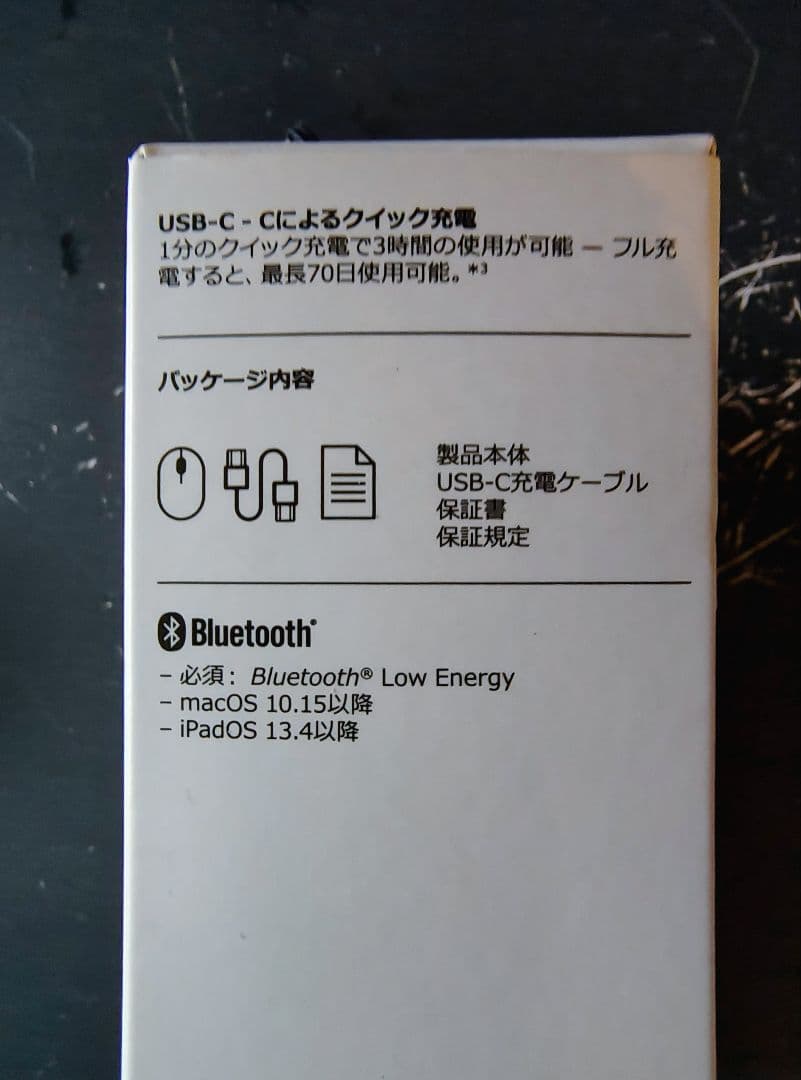 USB-C - Cによるクイック充電
1分のクイック充電で3時間の使用が可能 — フル充
電すると、最長70日使用可能。*3
パッケージ内容
製品本体
USB-C充電ケーブル
保証書
保証規定
Bluetooth®
- 必須: Bluetooth® Low Energy
- macOS 10.15以降
- iPadOS 13.4以降